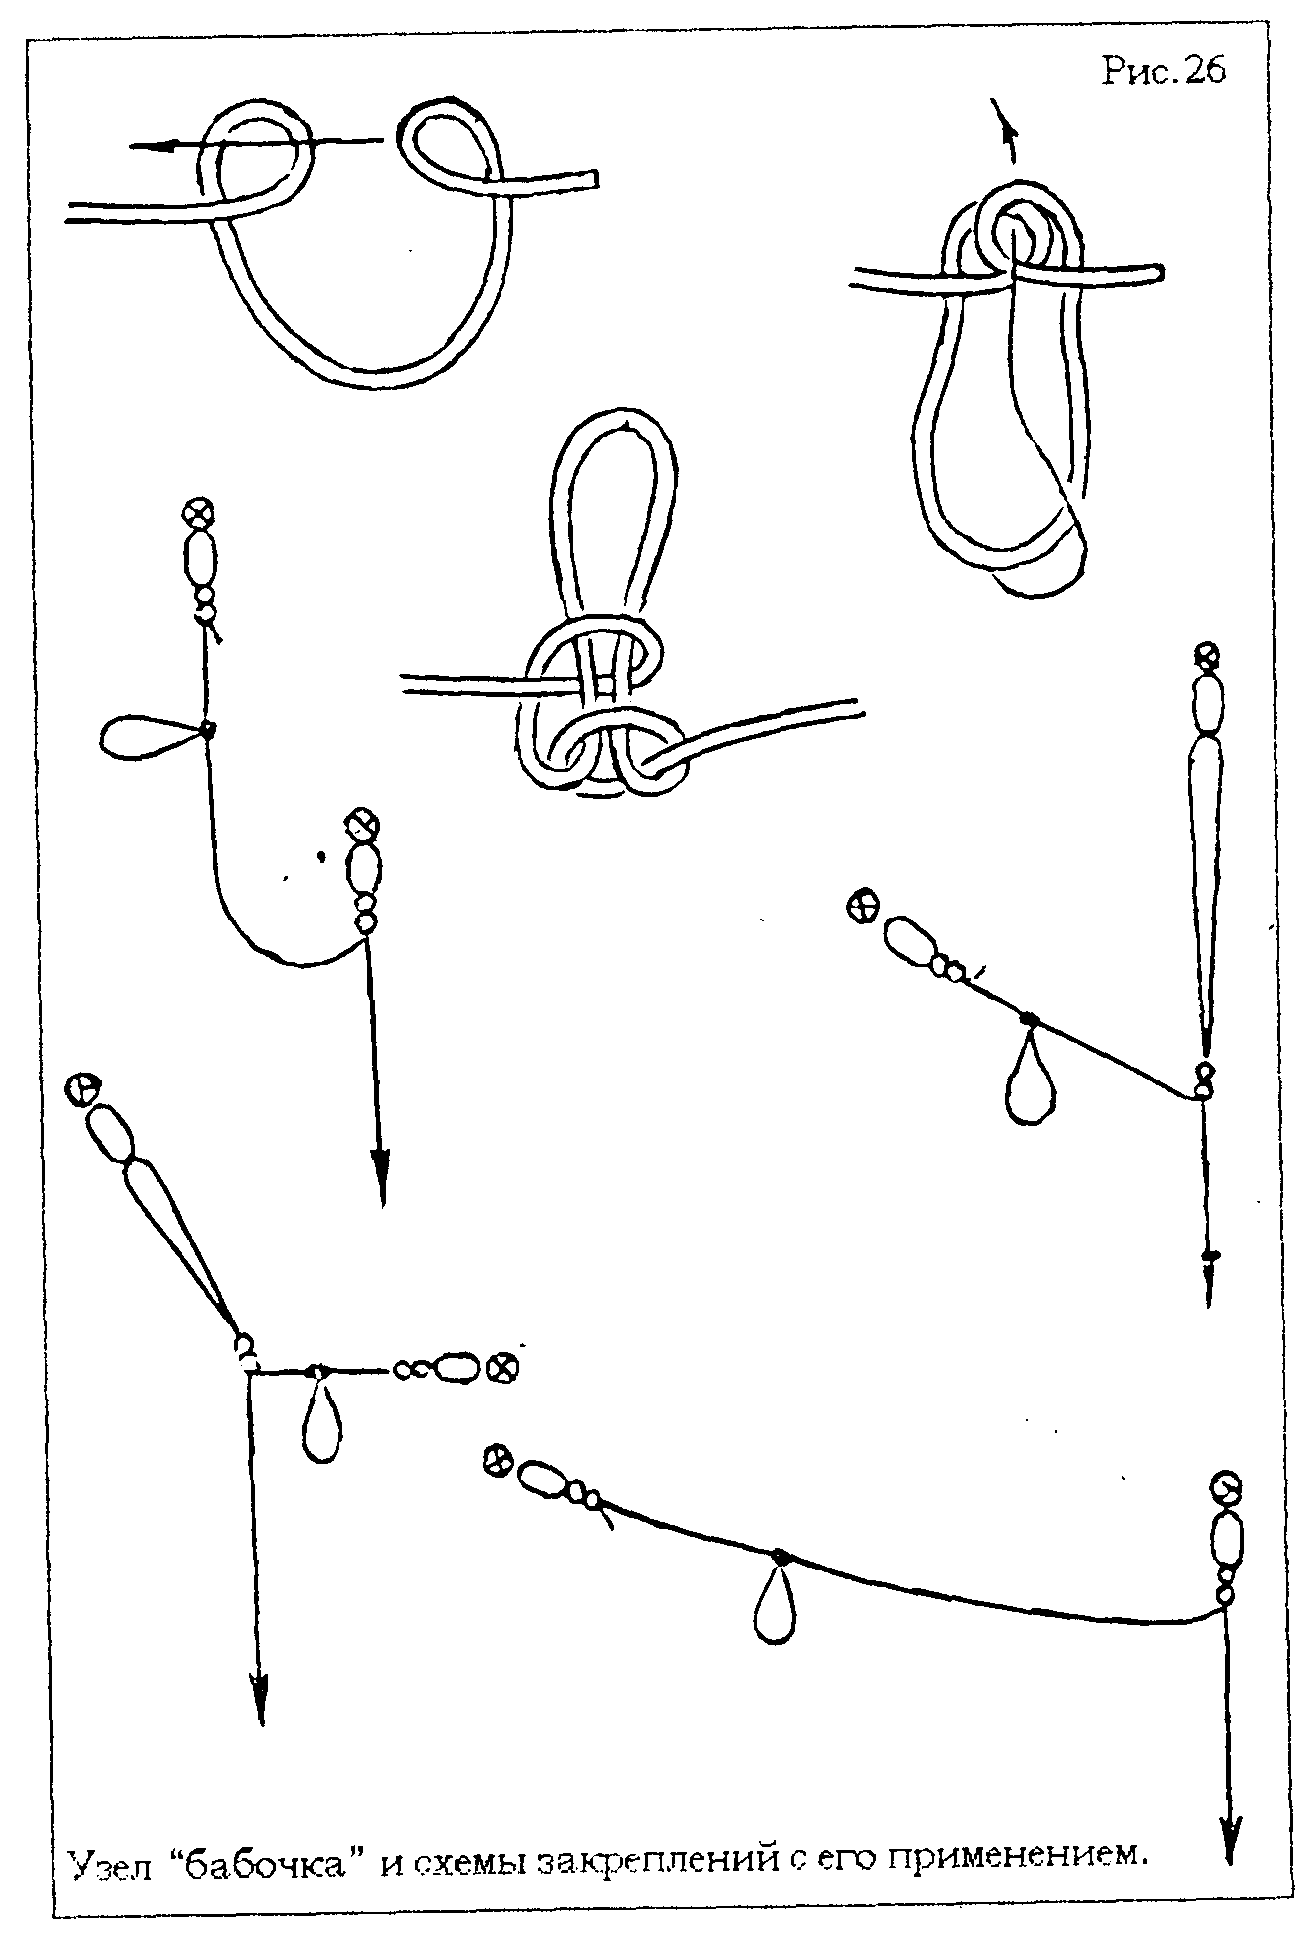 Рис.26
Узел “бабочка” и схемы закреплений с его применением.